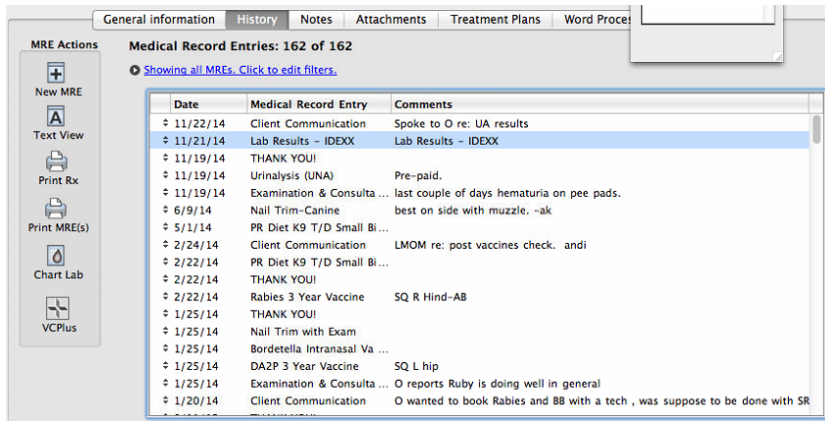 General information History Notes Attachments Treatment Plans Word
MRE Actions
New MRE
Text View
Print Rx
Print MRE(s)
Chart Lab
VCPlus
Medical Record Entries: 162 of 162
Showing all MREs. Click to edit filters.
Date Medical Record Entry Comments
11/22/14 Client Communication Spoke to O re: UA results
11/21/14 Lab Results – IDEXX Lab Results – IDEXX
11/19/14 THANK YOU!
11/19/14 Urinalysis (UNA) Pre-paid.
11/19/14 Examination & Consulta ... last couple of days hematuria on pee pads.
6/9/14 Nail Trim-Canine best on side with muzzle. -ak
5/1/14 PR Diet K9 T/D Small Bi...
2/24/14 Client Communication LMOM re: post vaccines check. andi
2/22/14 PR Diet K9 T/D Small Bi...
2/22/14 THANK YOU!
2/22/14 Rabies 3 Year Vaccine SQ R Hind-AB
1/25/14 THANK YOU!
1/25/14 Nail Trim with Exam
1/25/14 Bordetella Intranasal Va ...
1/25/14 DA2P 3 Year Vaccine SQ L hip
1/25/14 Examination & Consulta ... O reports Ruby is doing well in general
1/20/14 Client Communication O wanted to book Rabies and BB with a tech , was suppose to be done with SR